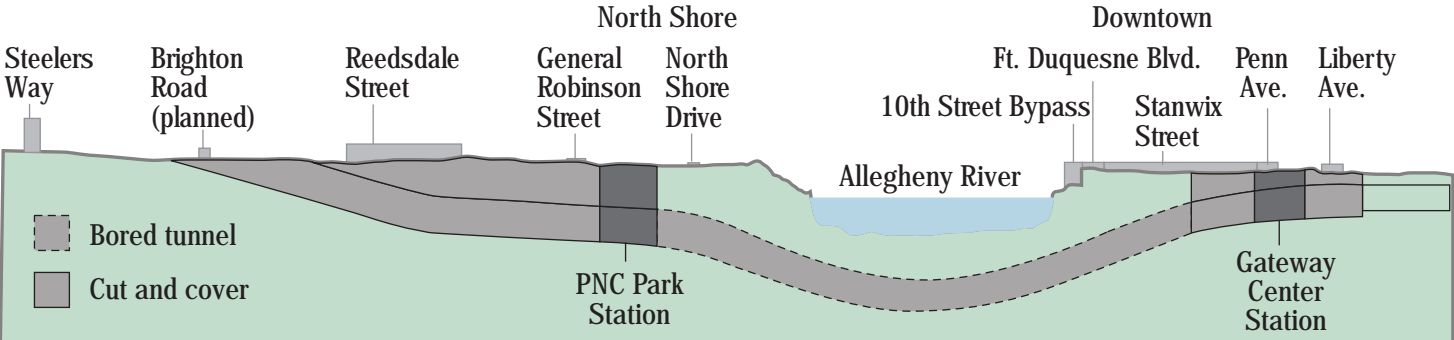 North Shore
Downtown
Steelers
Way
Brighton
Road
(planned)
Reedsdale
Street
General
Robinson
Street
North
Shore
Drive
Ft. Duquesne Blvd.
10th Street Bypass
Stanwix
Street
Penn
Ave.
Liberty
Ave.
Allegheny River
Bored tunnel
Cut and cover
PNC Park
Station
Gateway
Center
Station